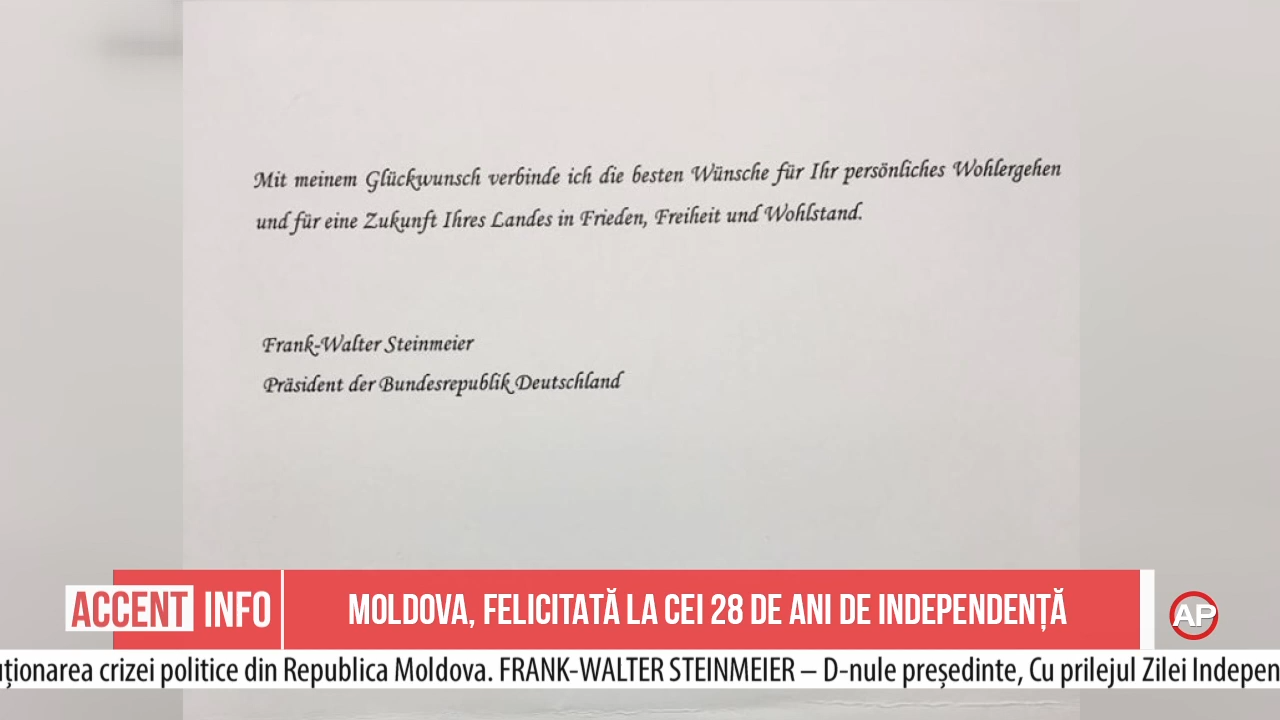 Mit meinem Glückwunsch verbinde ich die besten Wünsche für Ihr persönliches Wohlergehen
und für eine Zukunft Ihres Landes in Frieden, Freiheit und Wohlstand.
Frank-Walter Steinmeier
Präsident der Bundesrepublik Deutschland
ACCENT INFO
MOLDOVA, FELICITATĂ LA CEI 28 DE ANI DE INDEPENDENȚĂ
AP
uționarea crizei politice din Republica Moldova. FRANK-WALTER STEINMEIER – D-nule președinte, Cu prilejul Zilei Indepen